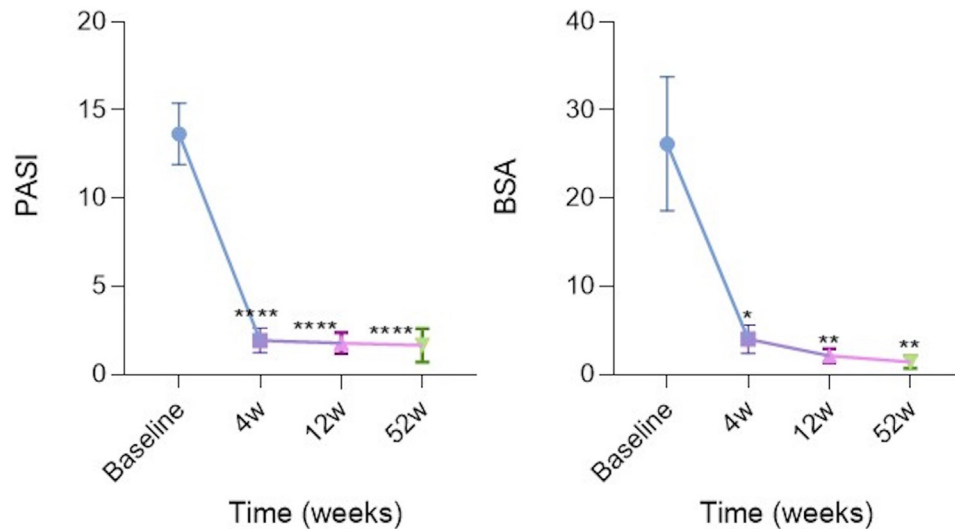 PASI
20
15
10
5
0
****
****
****
Baseline
4w
12w
52w
Time (weeks)
BSA
40
30
20
10
0
*
**
**
Baseline
4w
12w
52w
Time (weeks)